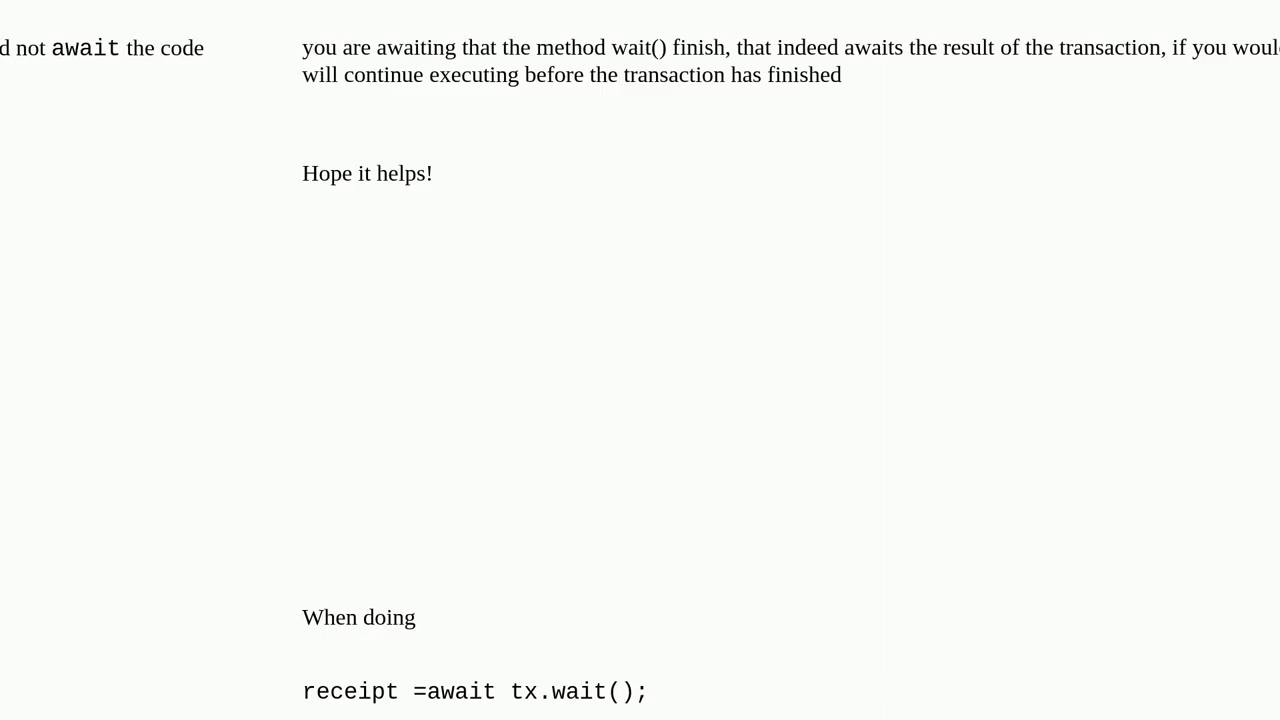 d not await the code
you are awaiting that the method wait() finish, that indeed awaits the result of the transaction, if you woul
will continue executing before the transaction has finished
Hope it helps!
When doing
receipt =await tx.wait();